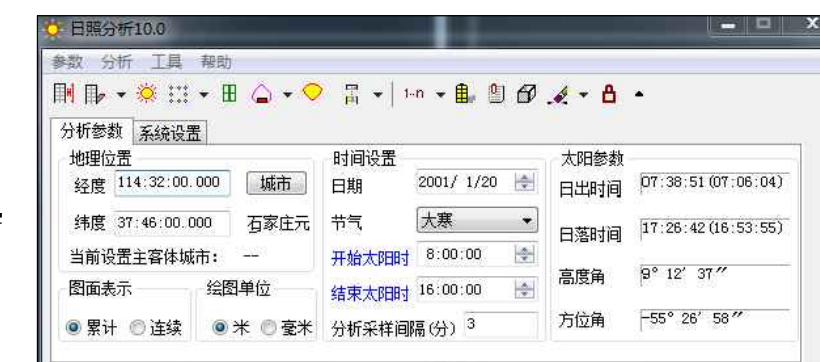 日照分析10.0
参数 分析 工具 帮助
1-n
分析参数 系统设置
地理位置 时间设置 太阳参数
经度 114:32:00.000 城市 日期 2001/ 1/20 日出时间 07:38:51(07:06:04)
纬度 37:46:00.000 石家庄元 节气 大寒 日落时间 17:26:42(16:53:55)
当前设置主客体城市： -- 开始太阳时 8:00:00
图面表示 绘图单位 结束太阳时 16:00:00 高度角 9° 12′ 37″
累计 连续 米 毫米 分析采样间隔(分) 3 方位角 -55° 26′ 58″